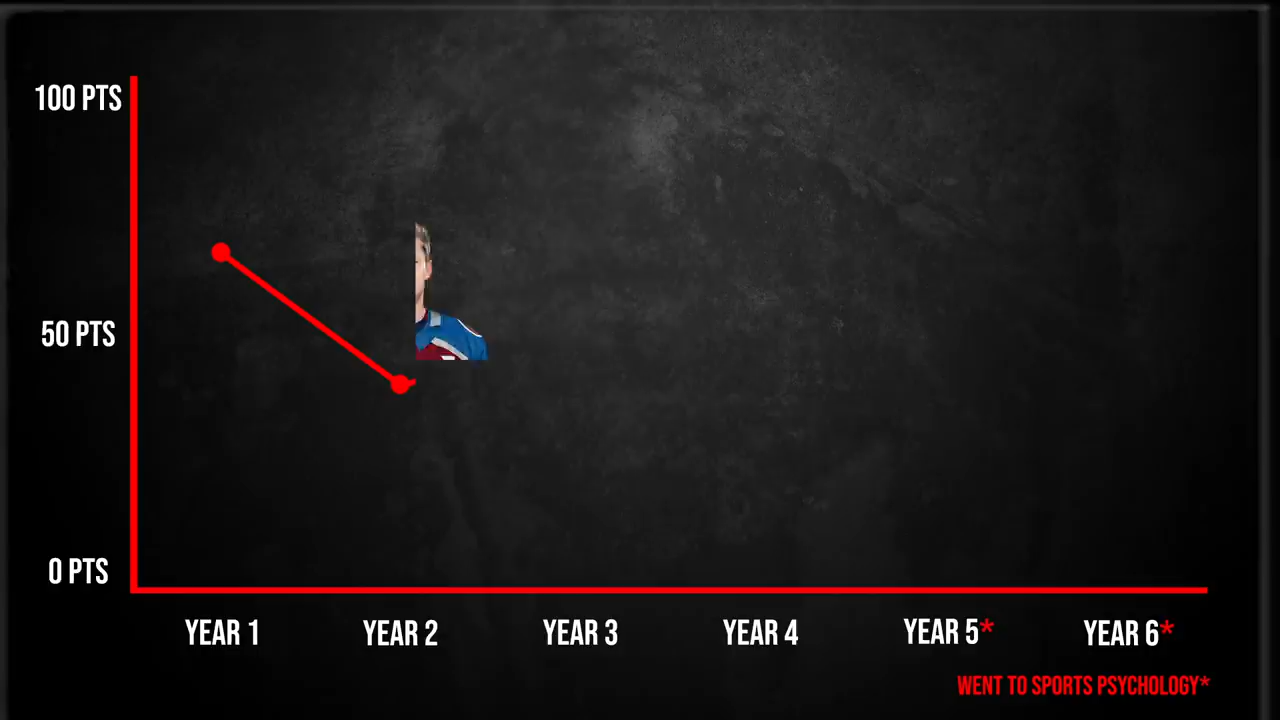 100 PTS
50 PTS
0 PTS
YEAR 1
YEAR 2
YEAR 3
YEAR 4
YEAR 5*
YEAR 6*
WENT TO SPORTS PSYCHOLOGY*